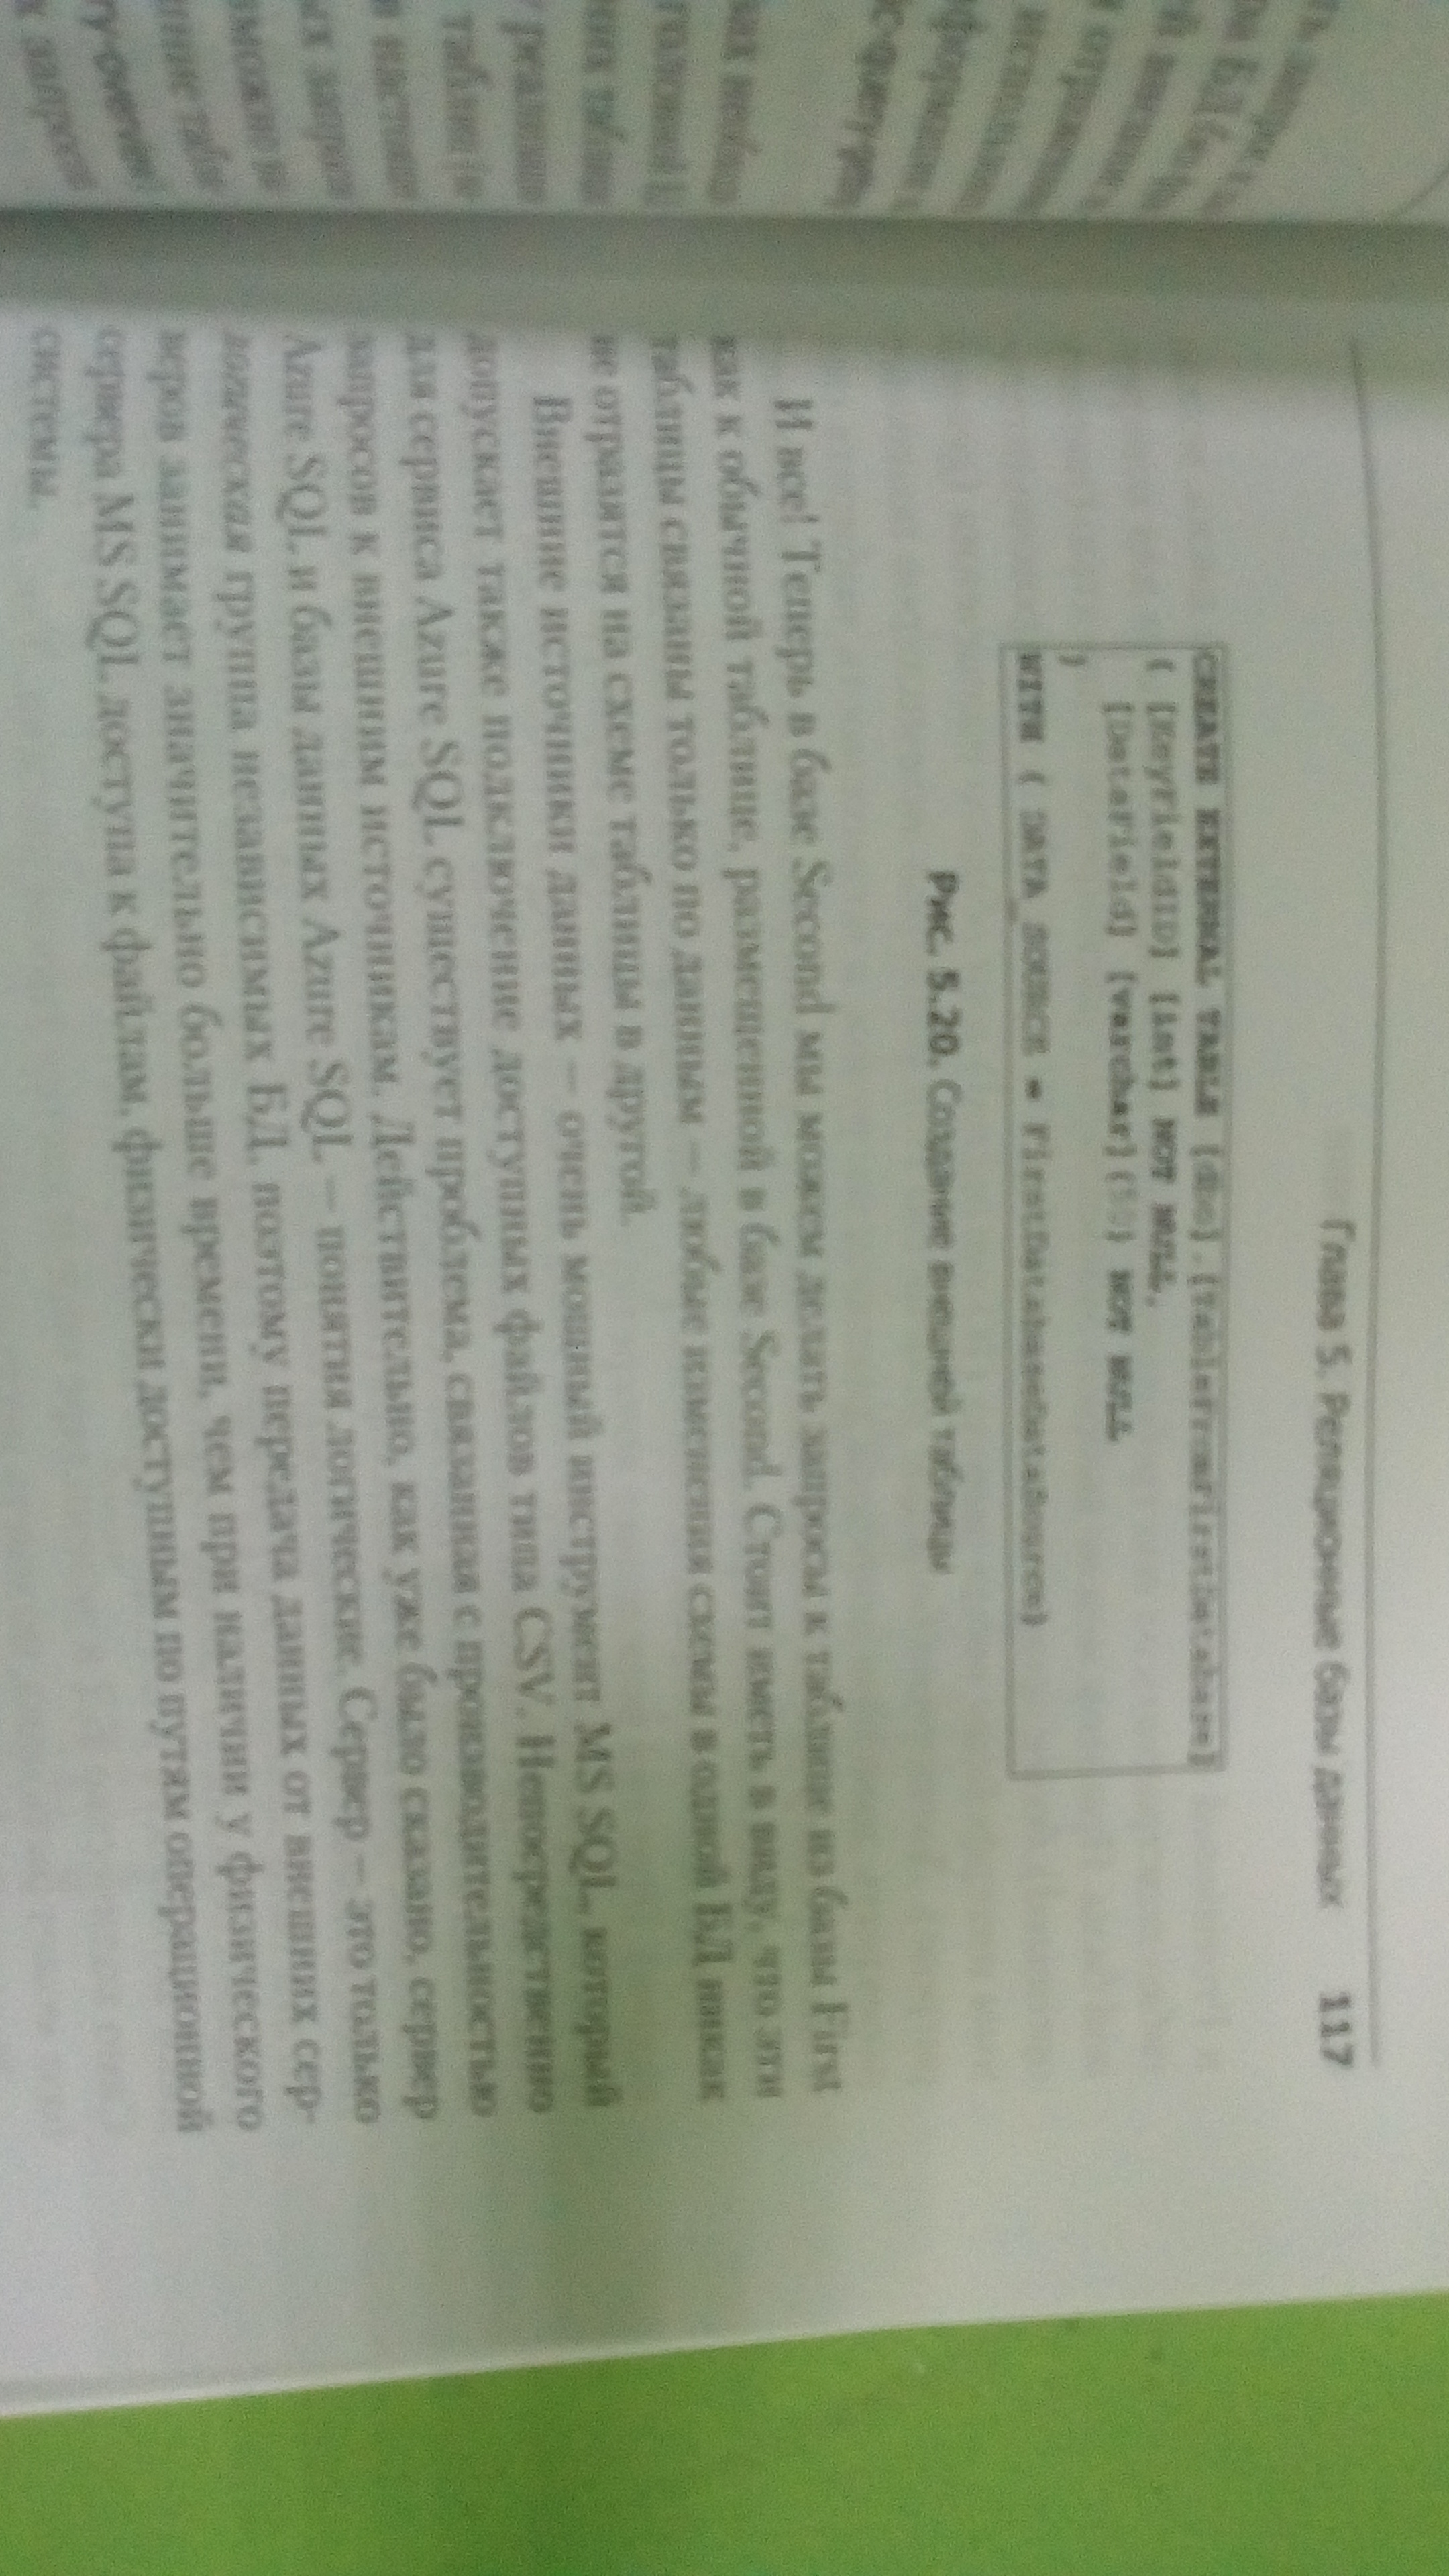 Глава 5. Реляционные базы данных 117
CREATE EXTERNAL TABLE [dbo].[TableFromFirstDatabase]
( [KeyFieldID] [int] NOT NULL,
[DataField] [varchar](50) NOT NULL
)
WITH ( DATA_SOURCE = FirstDatabaseDataSource)
Рис. 5.20. Создание внешней таблицы
И все! Теперь в базе Second мы можем делать запросы к таблице из базы First
как к обычной таблице, размещенной в базе Second. Стоит иметь в виду, что эти
таблицы связаны только по данным — любые изменения схемы в одной БД никак
не отразятся на схеме таблицы в другой.
Внешние источники данных — очень мощный инструмент MS SQL, который
допускает также подключение доступных файлов типа CSV. Непосредственно
для сервиса Azure SQL существует проблема, связанная с производительностью
запросов к внешним источникам. Действительно, как уже было сказано, сервер
Azure SQL и базы данных Azure SQL — понятия логические. Сервер — это только
логическая группа независимых БД, поэтому передача данных от внешних сер-
веров занимает значительно больше времени, чем при наличии у физического
сервера MS SQL доступа к файлам, физически доступным по путям операционной
системы.